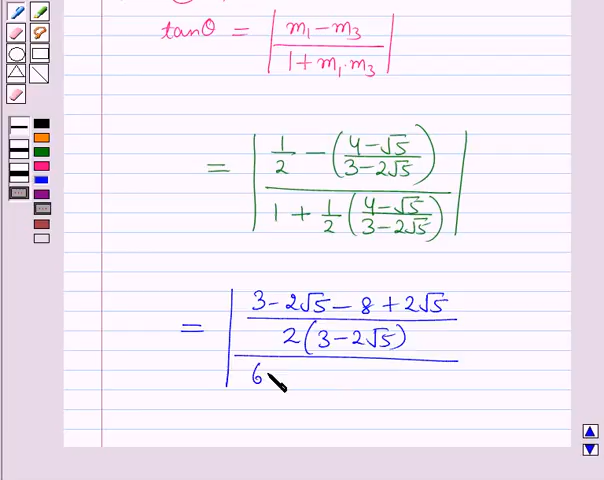 tanθ = | (m₁ − m₃) / (1 + m₁·m₃) |
= | (1/2 − ((4 − √5)/(3 − 2√5))) / (1 + 1/2 ((4 − √5)/(3 − 2√5))) |
= | ((3 − 2√5 − 8 + 2√5) / (2(3 − 2√5))) / (6